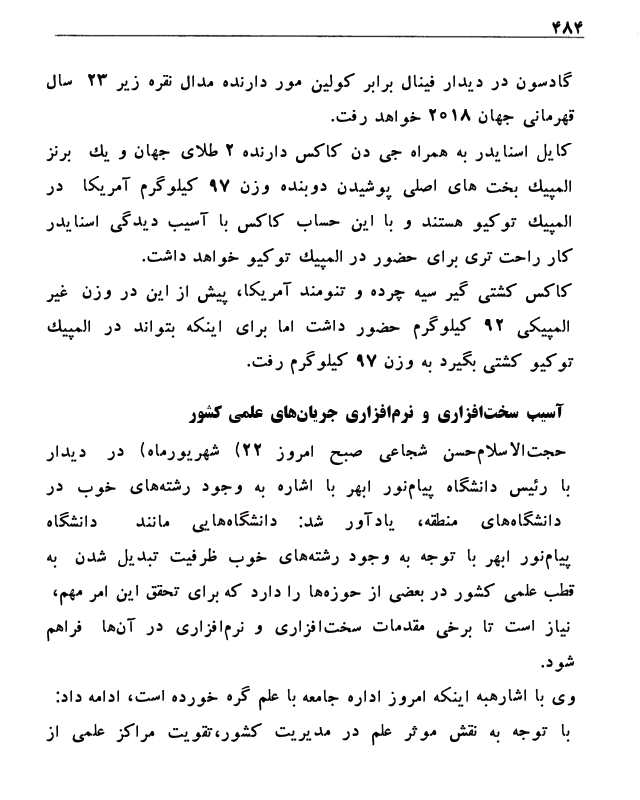 ۴۸۴
گادسون در دیدار فینال برابر کولین مور دارنده مدال نقره زیر ۲۳ سال
قهرمانی جهان ۲۰۱۸ خواهد رفت.
کایل اسنایدر به همراه جی دن کاکس دارنده ۲ طلای جهان و یك برنز
المپیك بخت های اصلی پوشیدن دوبنده وزن ۹۷ کیلوگرم آمریکا در
المپیك توکیو هستند و با این حساب کاکس با آسیب دیدگی اسنایدر
کار راحت تری برای حضور در المپیك توکیو خواهد داشت.
کاکس کشتی گیر سیه چرده و تنومند آمریکا، پیش از این در وزن غیر
المپیکی ۹۲ کیلوگرم حضور داشت اما برای اینکه بتواند در المپیك
توکیو کشتی بگیرد به وزن ۹۷ کیلوگرم رفت.
آسیب سخت‌افزاری و نرم‌افزاری جریان‌های علمی کشور
حجت‌الاسلام‌حسن شجاعی صبح امروز ۲۲) شهریورماه) در دیدار
با رئیس دانشگاه پیام‌نور ابهر با اشاره به وجود رشته‌های خوب در
دانشگاه‌های منطقه، یادآور شد: دانشگاه‌هایی مانند دانشگاه
پیام‌نور ابهر با توجه به وجود رشته‌های خوب ظرفیت تبدیل شدن به
قطب علمی کشور در بعضی از حوزه‌ها را دارد که برای تحقق این امر مهم،
نیاز است تا برخی مقدمات سخت‌افزاری و نرم‌افزاری در آن‌ها فراهم
شود.
وی با اشارهبه اینکه امروز اداره جامعه با علم گره خورده است، ادامه داد:
با توجه به نقش موثر علم در مدیریت کشور،تقویت مراکز علمی از